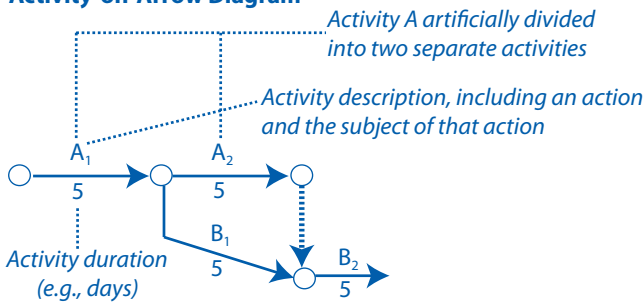 Activity-on-Arrow Diagram
Activity A artificially divided
into two separate activities
Activity description, including an action
and the subject of that action
A₁
A₂
5
5
B₁
5
B₂
5
Activity duration
(e.g., days)